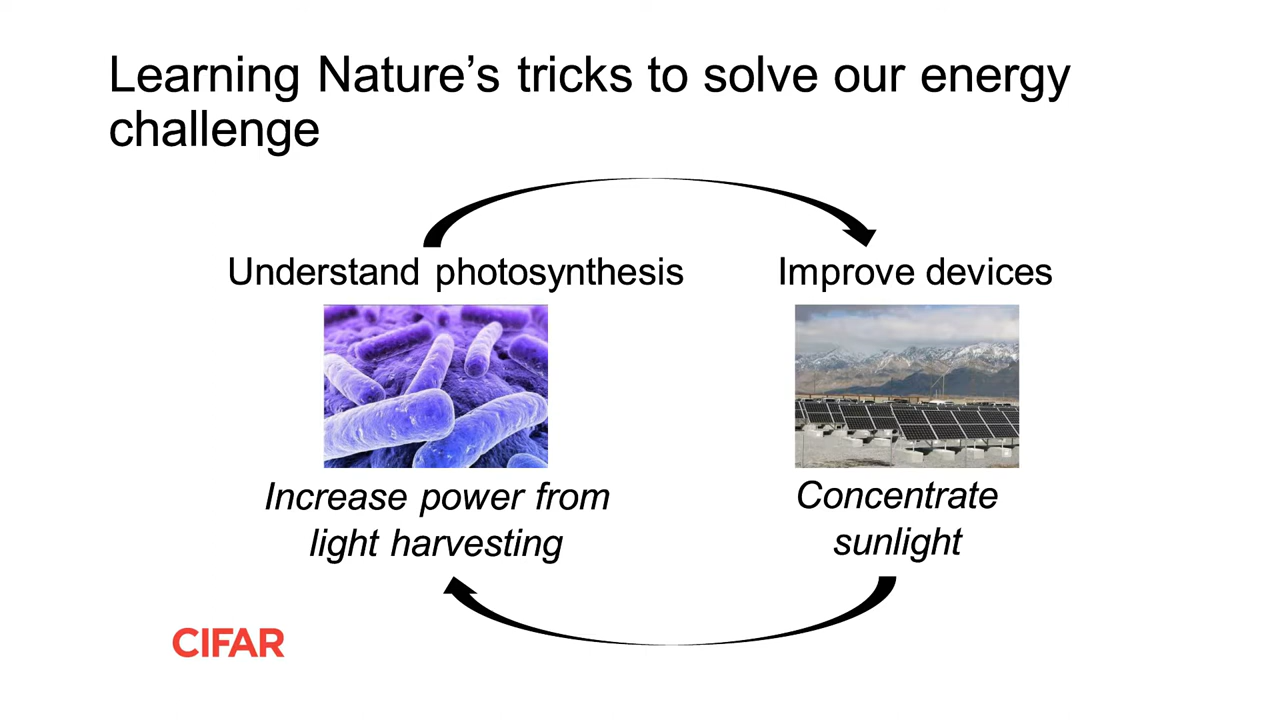 Learning Nature’s tricks to solve our energy
challenge
Understand photosynthesis
Improve devices
Increase power from
light harvesting
Concentrate
sunlight
CIFAR